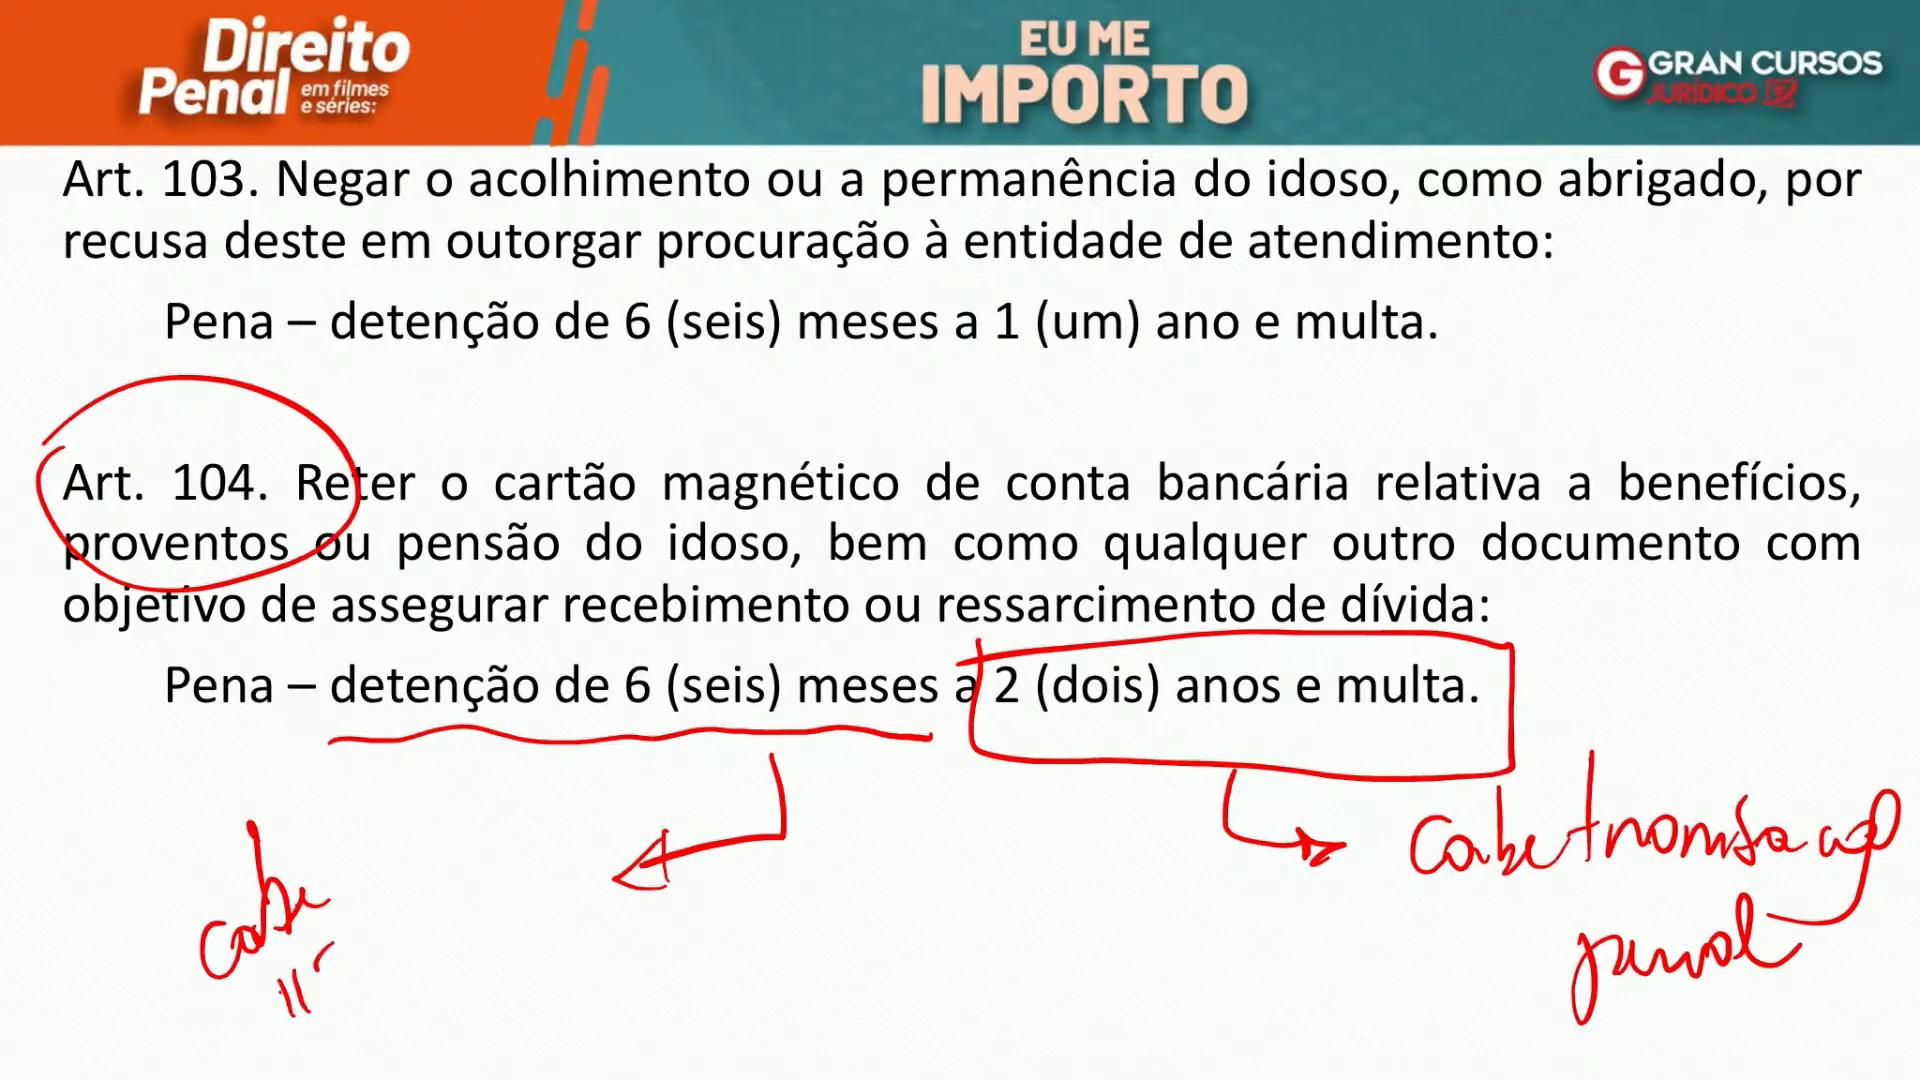 Direito
Penal em filmes
e séries:
EU ME
IMPORTO
GRAN CURSOS
JURÍDICO
Art. 103. Negar o acolhimento ou a permanência do idoso, como abrigado, por
recusa deste em outorgar procuração à entidade de atendimento:
Pena – detenção de 6 (seis) meses a 1 (um) ano e multa.
Art. 104. Reter o cartão magnético de conta bancária relativa a benefícios,
proventos ou pensão do idoso, bem como qualquer outro documento com
objetivo de assegurar recebimento ou ressarcimento de dívida:
Pena – detenção de 6 (seis) meses a 2 (dois) anos e multa.
cabe transação
penal
cabe